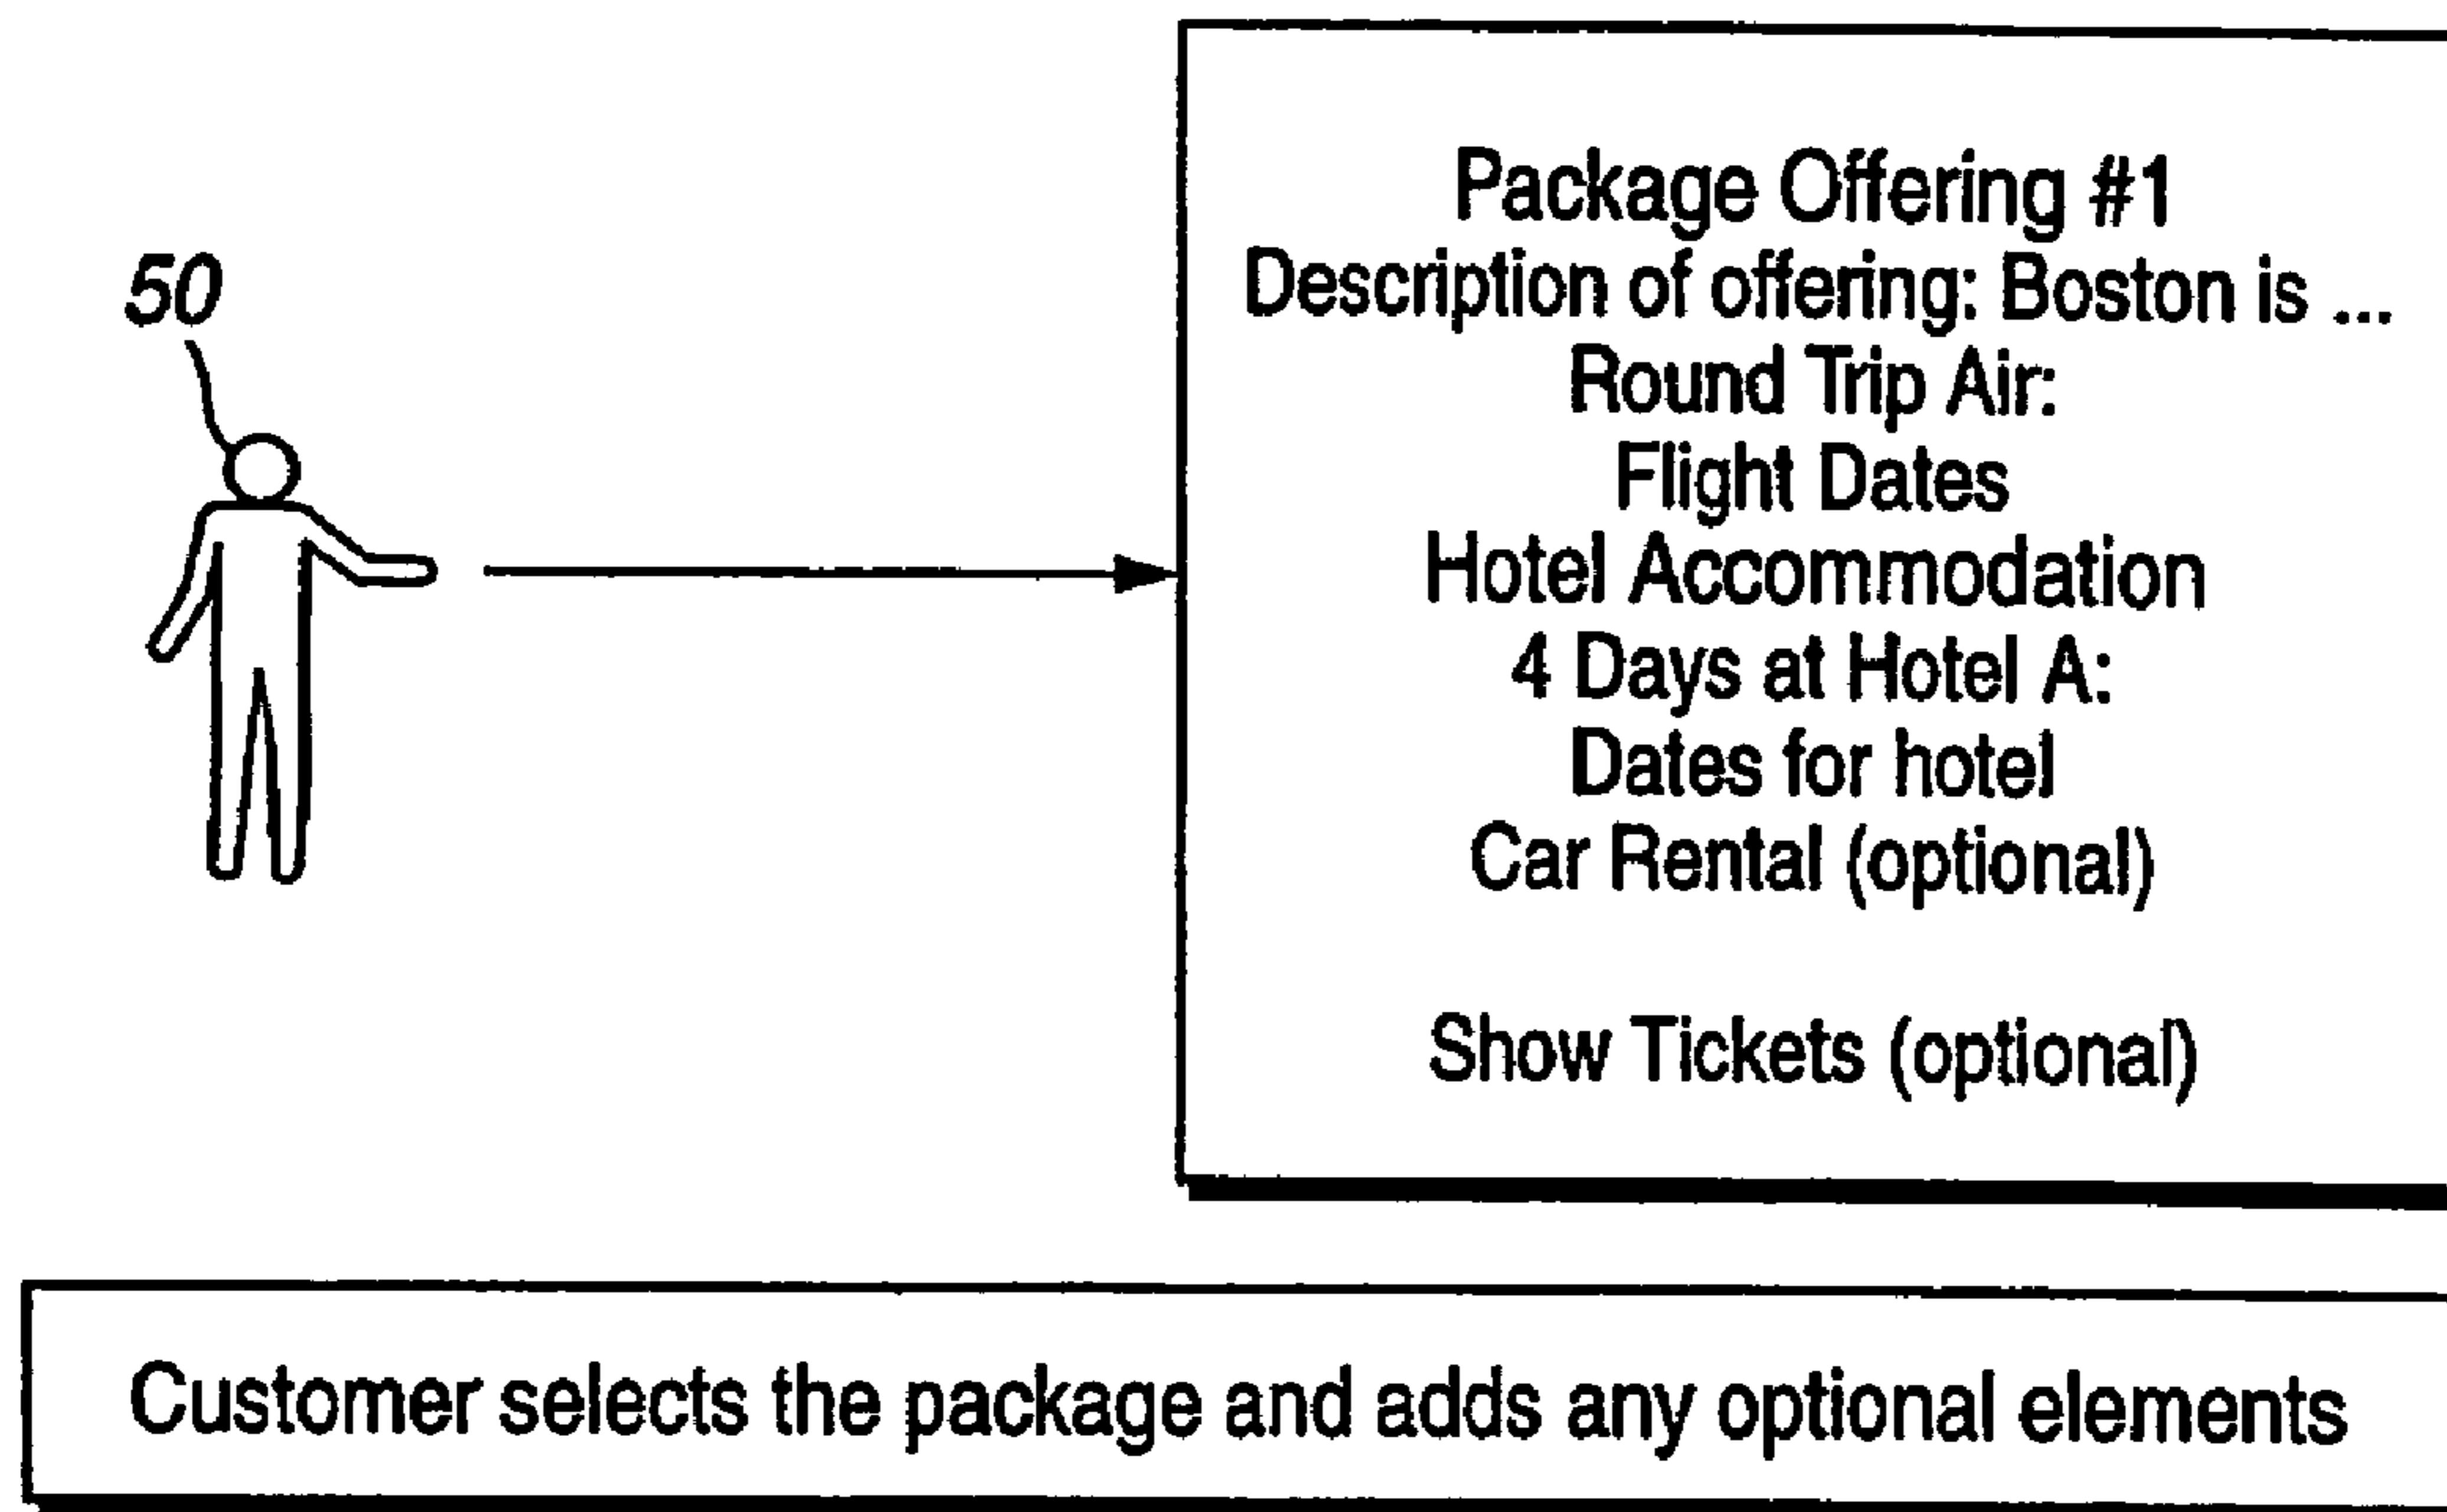 Package Offering #1
50
Description of offering: Boston is ...
Round Trip Air:
Flight Dates
Hotel Accommodation
4 Days at Hotel A:
Dates for hotel
Car Rental (optional)
Show Tickets (optional)
Customer selects the package and adds any optional elements